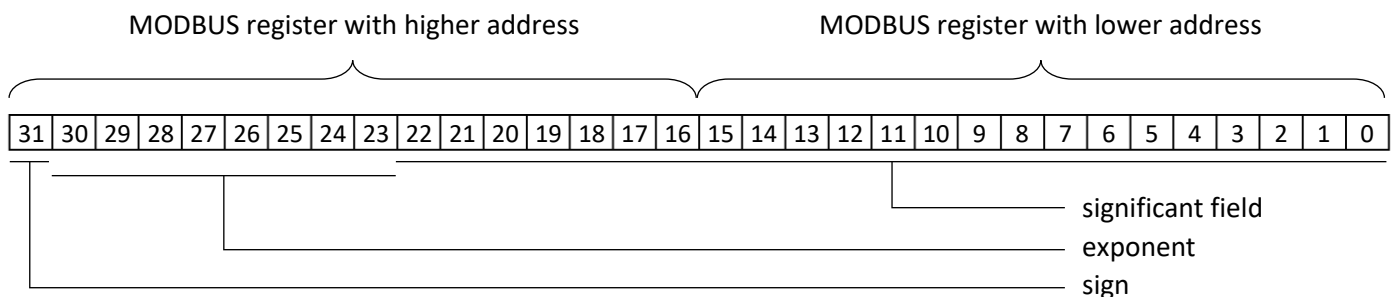 MODBUS register with higher address MODBUS register with lower address
31 30 29 28 27 26 25 24 23 22 21 20 19 18 17 16 15 14 13 12 11 10 9 8 7 6 5 4 3 2 1 0
significant field
exponent
sign